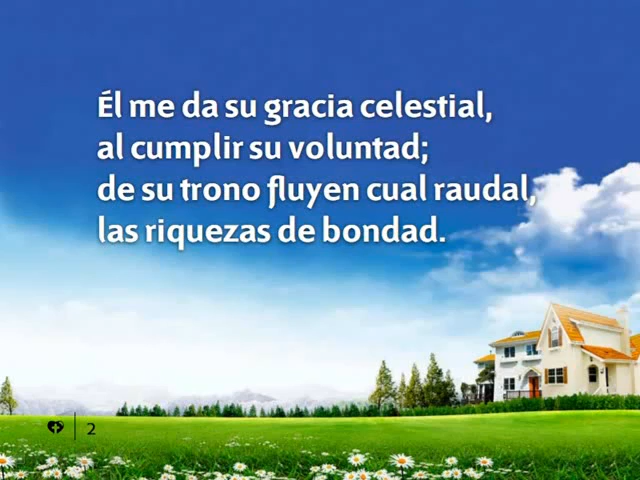 Él me da su gracia celestial,
al cumplir su voluntad;
de su trono fluyen cual raudal,
las riquezas de bondad.
2